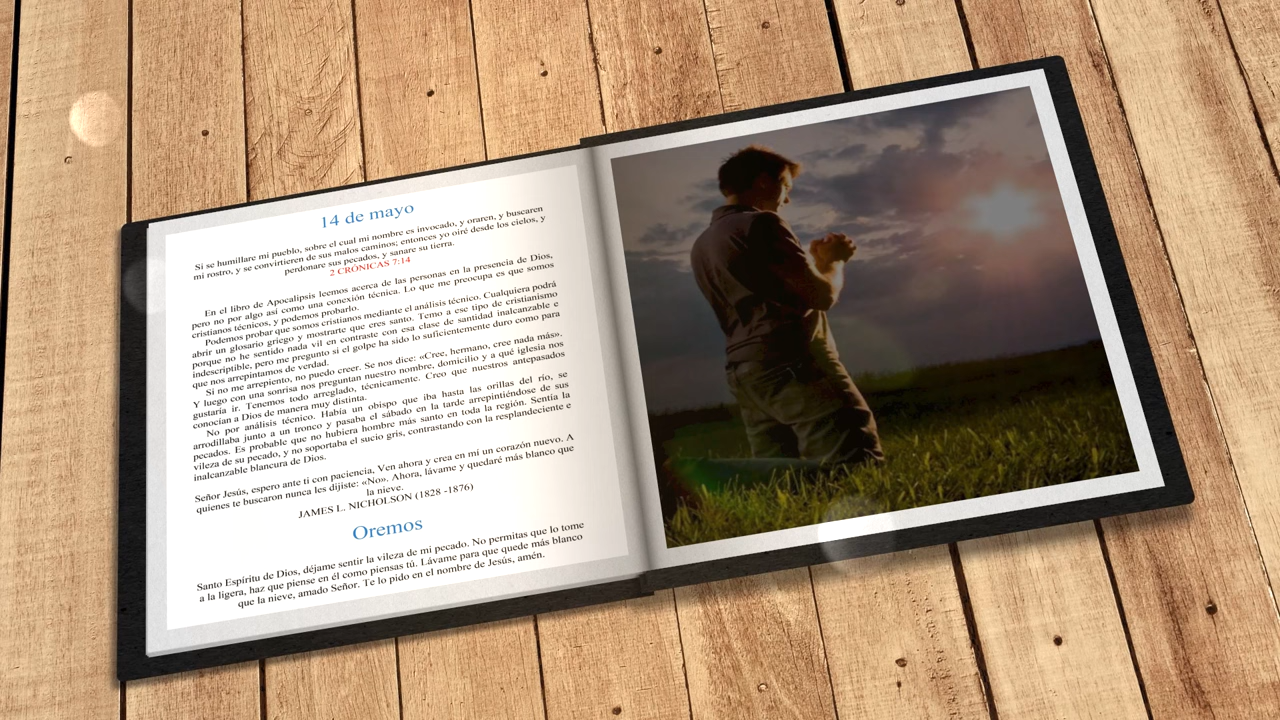 14 de mayo
Si se humillare mi pueblo, sobre el cual mi nombre es invocado, y oraren, y buscaren
mi rostro, y se convirtieren de sus malos caminos; entonces yo oiré desde los cielos, y
perdonare sus pecados, y sanare su tierra.
2 CRÓNICAS 7:14
En el libro de Apocalipsis leemos acerca de las personas en la presencia de Dios,
pero no por algo así como una conexión técnica. Lo que me preocupa es que somos
cristianos técnicos, y podemos probarlo.
Podemos probar que somos cristianos mediante el análisis técnico. Cualquiera podrá
abrir un glosario griego y mostrarte que eres santo. Temo a ese tipo de cristianismo
porque no he sentido nada vil en contraste con esa clase de santidad inalcanzable e
indescriptible, pero me pregunto si el golpe ha sido lo suficientemente duro como para
que nos arrepintamos de verdad.
Si no me arrepiento, no puedo creer. Se nos dice: «Cree, hermano, cree nada más».
Y luego con una sonrisa nos preguntan nuestro nombre, domicilio y a qué iglesia nos
gustaría ir. Tenemos todo arreglado, técnicamente. Creo que nuestros antepasados
conocían a Dios de manera muy distinta.
No por análisis técnico. Había un obispo que iba hasta las orillas del río, se
arrodillaba junto a un tronco y pasaba el sábado en la tarde arrepintiéndose de sus
pecados. Es probable que no hubiera hombre más santo en toda la región. Sentía la
vileza de su pecado, y no soportaba el sucio gris, contrastando con la resplandeciente e
inalcanzable blancura de Dios.
Señor Jesús, espero ante ti con paciencia, Ven ahora y crea en mí un corazón nuevo. A
quienes te buscaron nunca les dijiste: «No». Ahora, lávame y quedaré más blanco que
la nieve.
JAMES L. NICHOLSON (1828 -1876)
Oremos
Santo Espíritu de Dios, déjame sentir la vileza de mi pecado. No permitas que lo tome
a la ligera, haz que piense en él como piensas tú. Lávame para que quede más blanco
que la nieve, amado Señor. Te lo pido en el nombre de Jesús, amén.